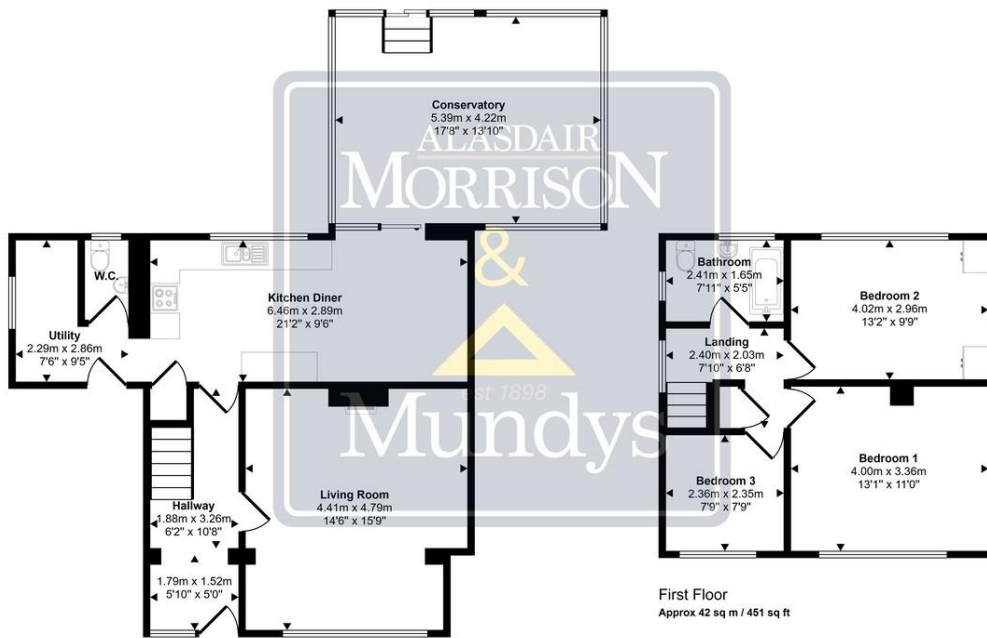 Conservatory
5.39m x 4.22m
17'8" x 13'10"
ALASDAIR
MORRISON
&
est 1898
Mundys
W.C.
Kitchen Diner
6.46m x 2.89m
21'2" x 9'6"
Utility
2.29m x 2.86m
7'6" x 9'5"
Hallway
1.88m x 3.26m
6'2" x 10'8"
1.79m x 1.52m
5'10" x 5'0"
Living Room
4.41m x 4.79m
14'6" x 15'9"
Bathroom
2.41m x 1.65m
7'11" x 5'5"
Bedroom 2
4.02m x 2.96m
13'2" x 9'9"
Landing
2.40m x 2.03m
7'10" x 6'8"
Bedroom 1
4.00m x 3.36m
13'1" x 11'0"
Bedroom 3
2.36m x 2.35m
7'9" x 7'9"
First Floor
Approx 42 sq m / 451 sq ft